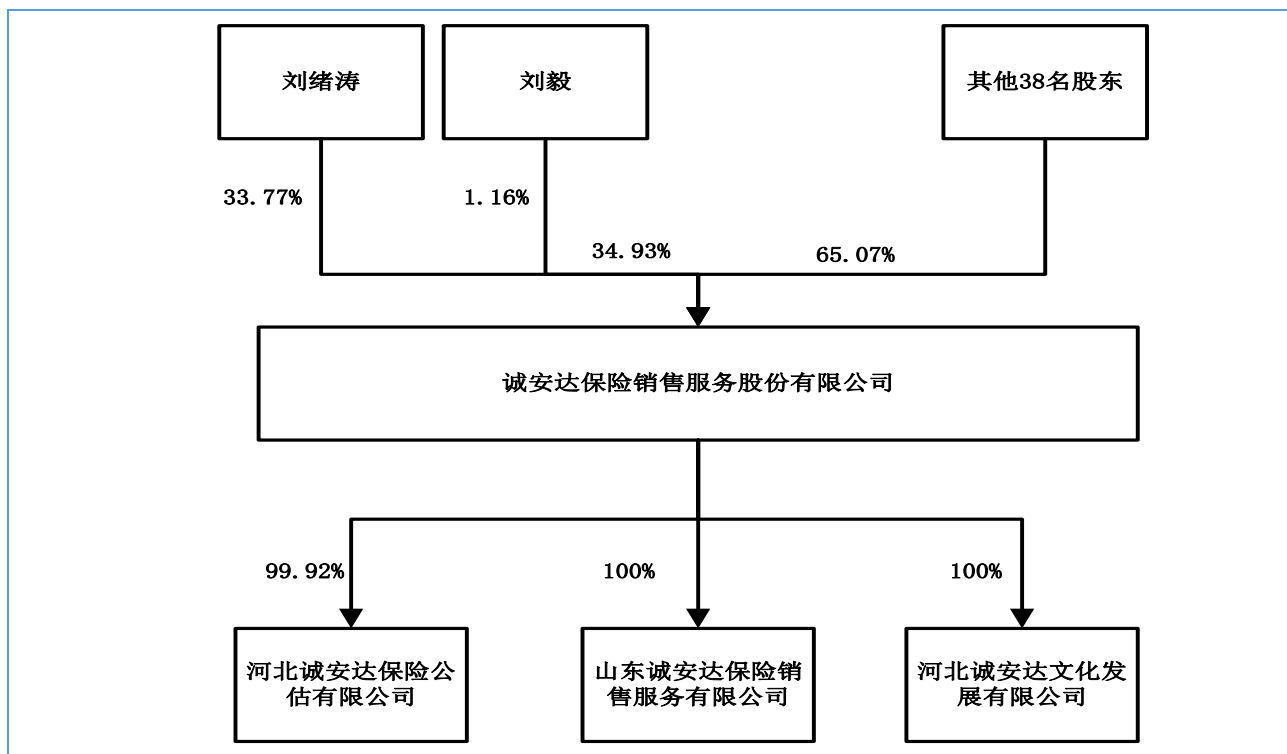 刘绪涛
刘毅
其他38名股东
33.77%
1.16%
34.93%
65.07%
诚安达保险销售服务股份有限公司
99.92%
100%
100%
河北诚安达保险公
估有限公司
山东诚安达保险销
售服务有限公司
河北诚安达文化发
展有限公司